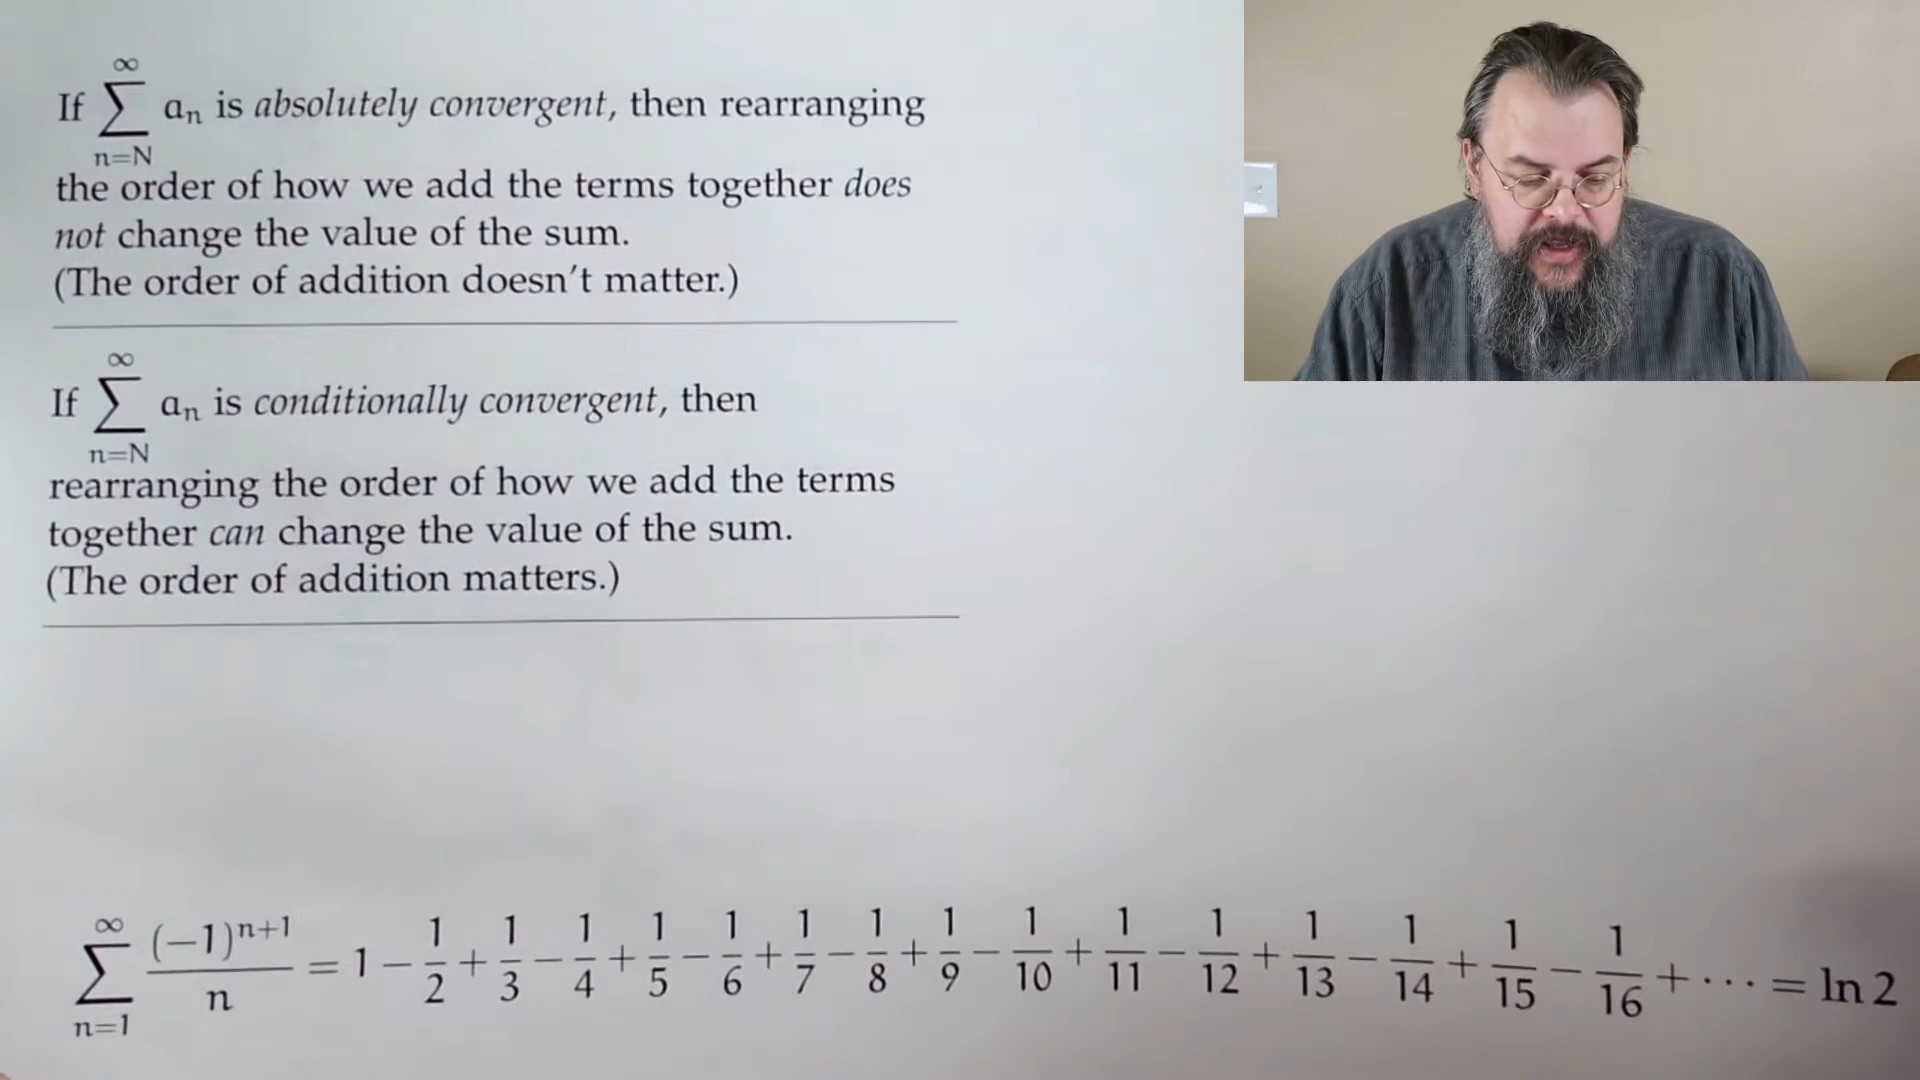 If ∑_{n=N}^{∞} a_n is absolutely convergent, then rearranging
the order of how we add the terms together does
not change the value of the sum.
(The order of addition doesn't matter.)
If ∑_{n=N}^{∞} a_n is conditionally convergent, then
rearranging the order of how we add the terms
together can change the value of the sum.
(The order of addition matters.)
∑_{n=1}^{∞} (−1)^{n+1}/n = 1 − 1/2 + 1/3 − 1/4 + 1/5 − 1/6 + 1/7 − 1/8 + 1/9 − 1/10 + 1/11 − 1/12 + 1/13 − 1/14 + 1/15 − 1/16 + ··· = ln 2